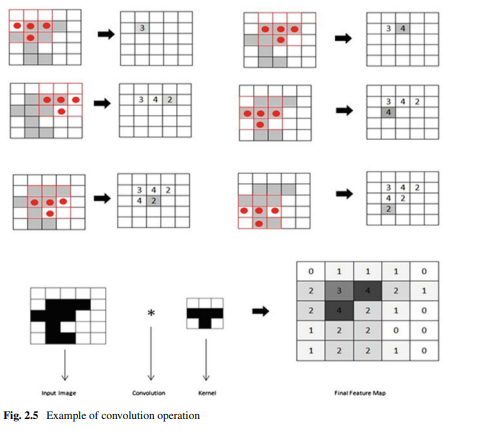 3
3 4
3 4 2
3 4 2
4
3 4 2
4 2
3 4 2
4 2
2
0 1 1 1 0
2 3 4 2 1
2 4 2 1 0
1 2 2 0 0
1 2 2 1 0
*
Input Image Convolution Kernel Final Feature Map
Fig. 2.5 Example of convolution operation